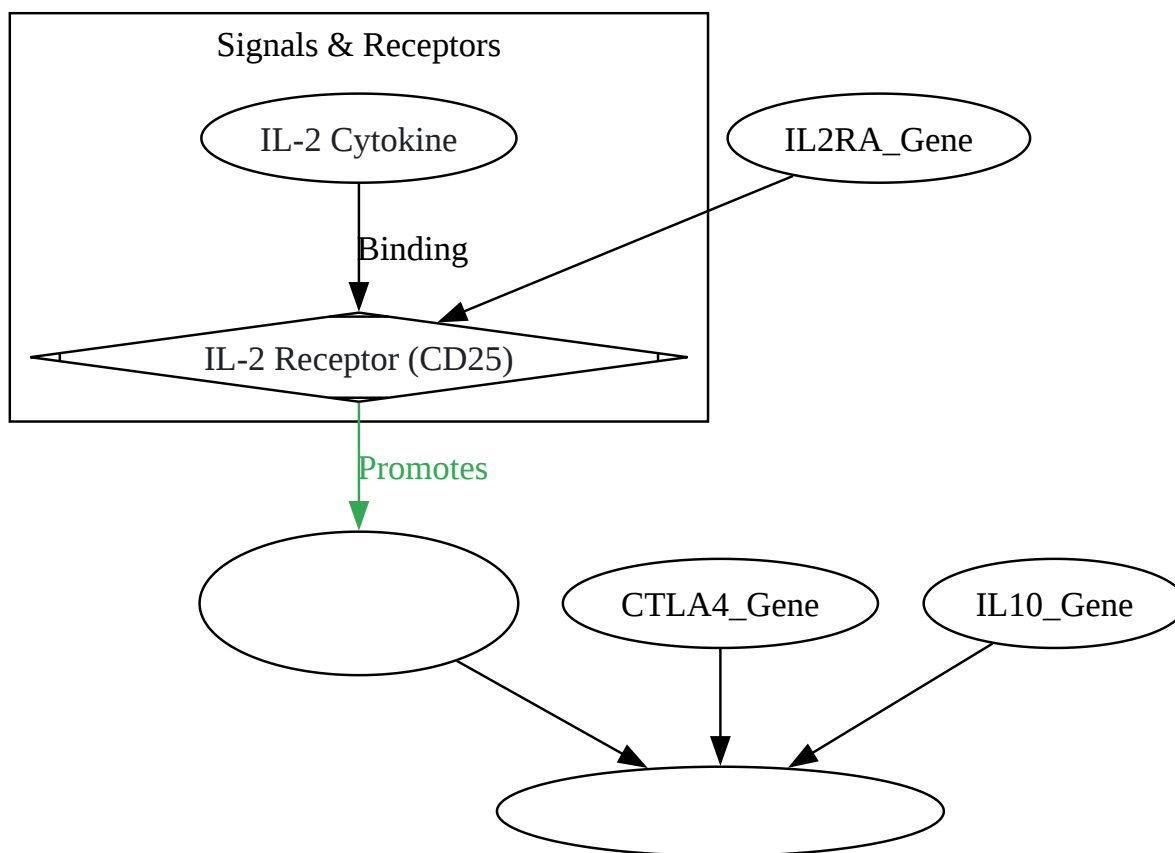 Signals & Receptors
IL-2 Cytokine
IL2RA_Gene
Binding
IL-2 Receptor (CD25)
Promotes
CTLA4_Gene
IL10_Gene